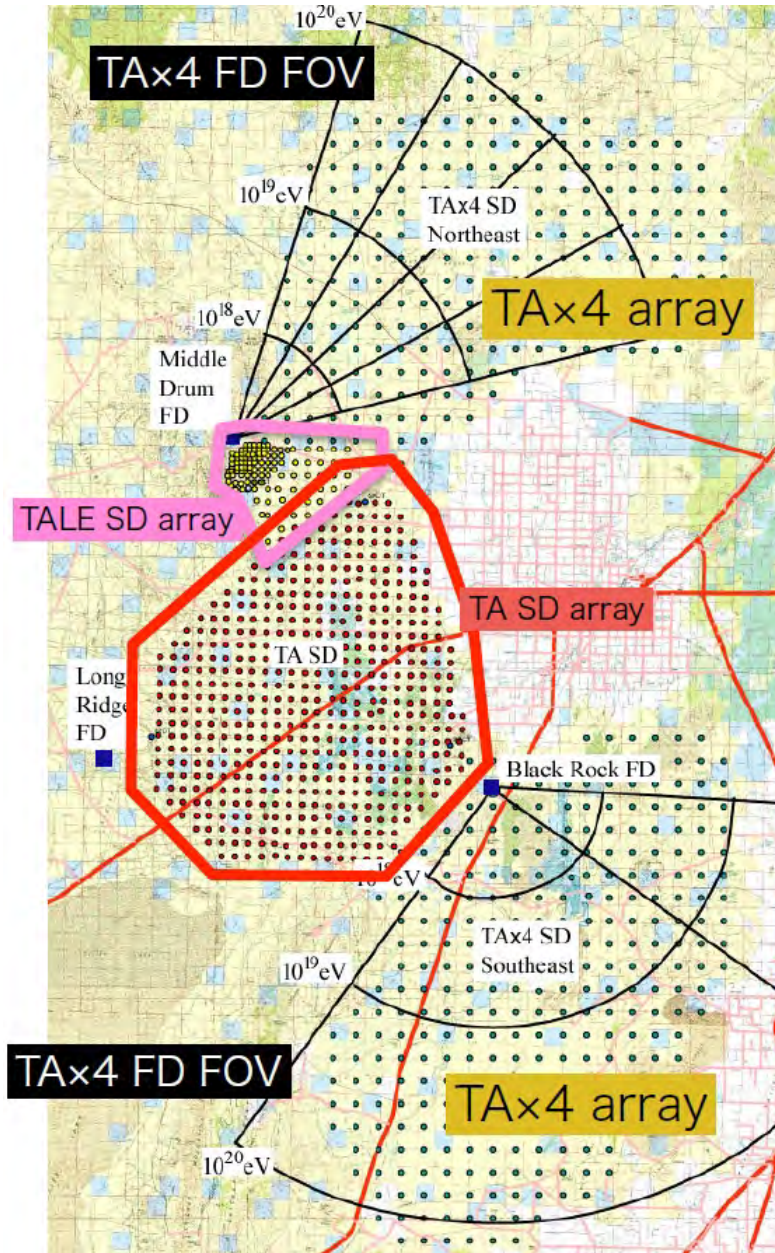 10²⁰eV
TA×4 FD FOV
10¹⁹eV
TAx4 SD
Northeast
TA×4 array
10¹⁸eV
Middle
Drum
FD
TALE SD array
TA SD array
TA SD
Long
Ridge
FD
Black Rock FD
TAx4 SD
Southeast
10¹⁹eV
TA×4 FD FOV
TA×4 array
10²⁰eV